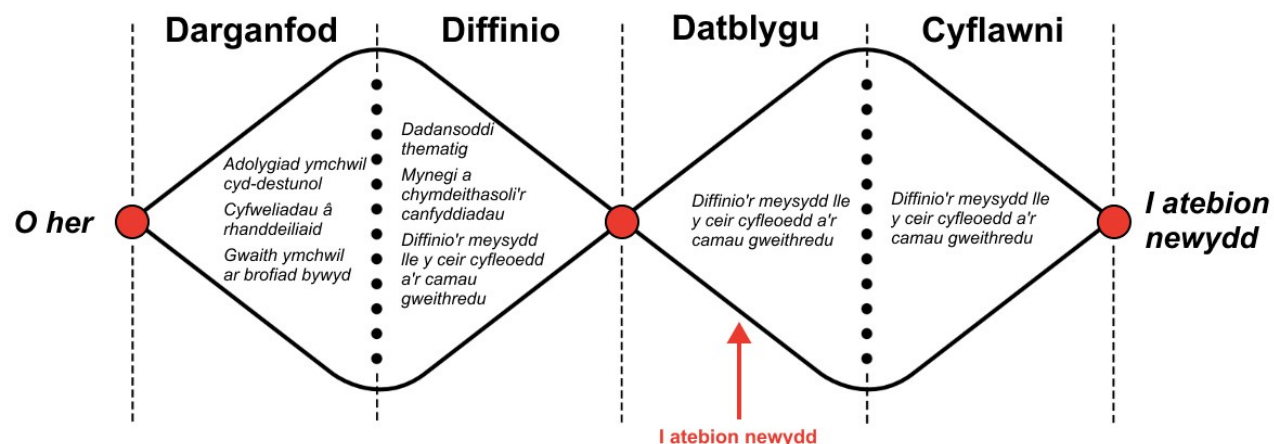 Darganfod
Diffinio
Datblygu
Cyflawni
O her
Adolygiad ymchwil
cyd-destunol
Cyfweliadau â
rhanddeiliaid
Gwaith ymchwil
ar brofiad bywyd
Dadansoddi
thematig
Mynegi a
chymdeithasoli'r
canfyddiadau
Diffinio'r meysydd
lle y ceir cyfleoedd
a'r camau
gweithredu
Diffinio'r meysydd lle
y ceir cyfleoedd a'r
camau gweithredu
Diffinio'r meysydd lle
y ceir cyfleoedd a'r
camau gweithredu
I atebion
newydd
I atebion newydd